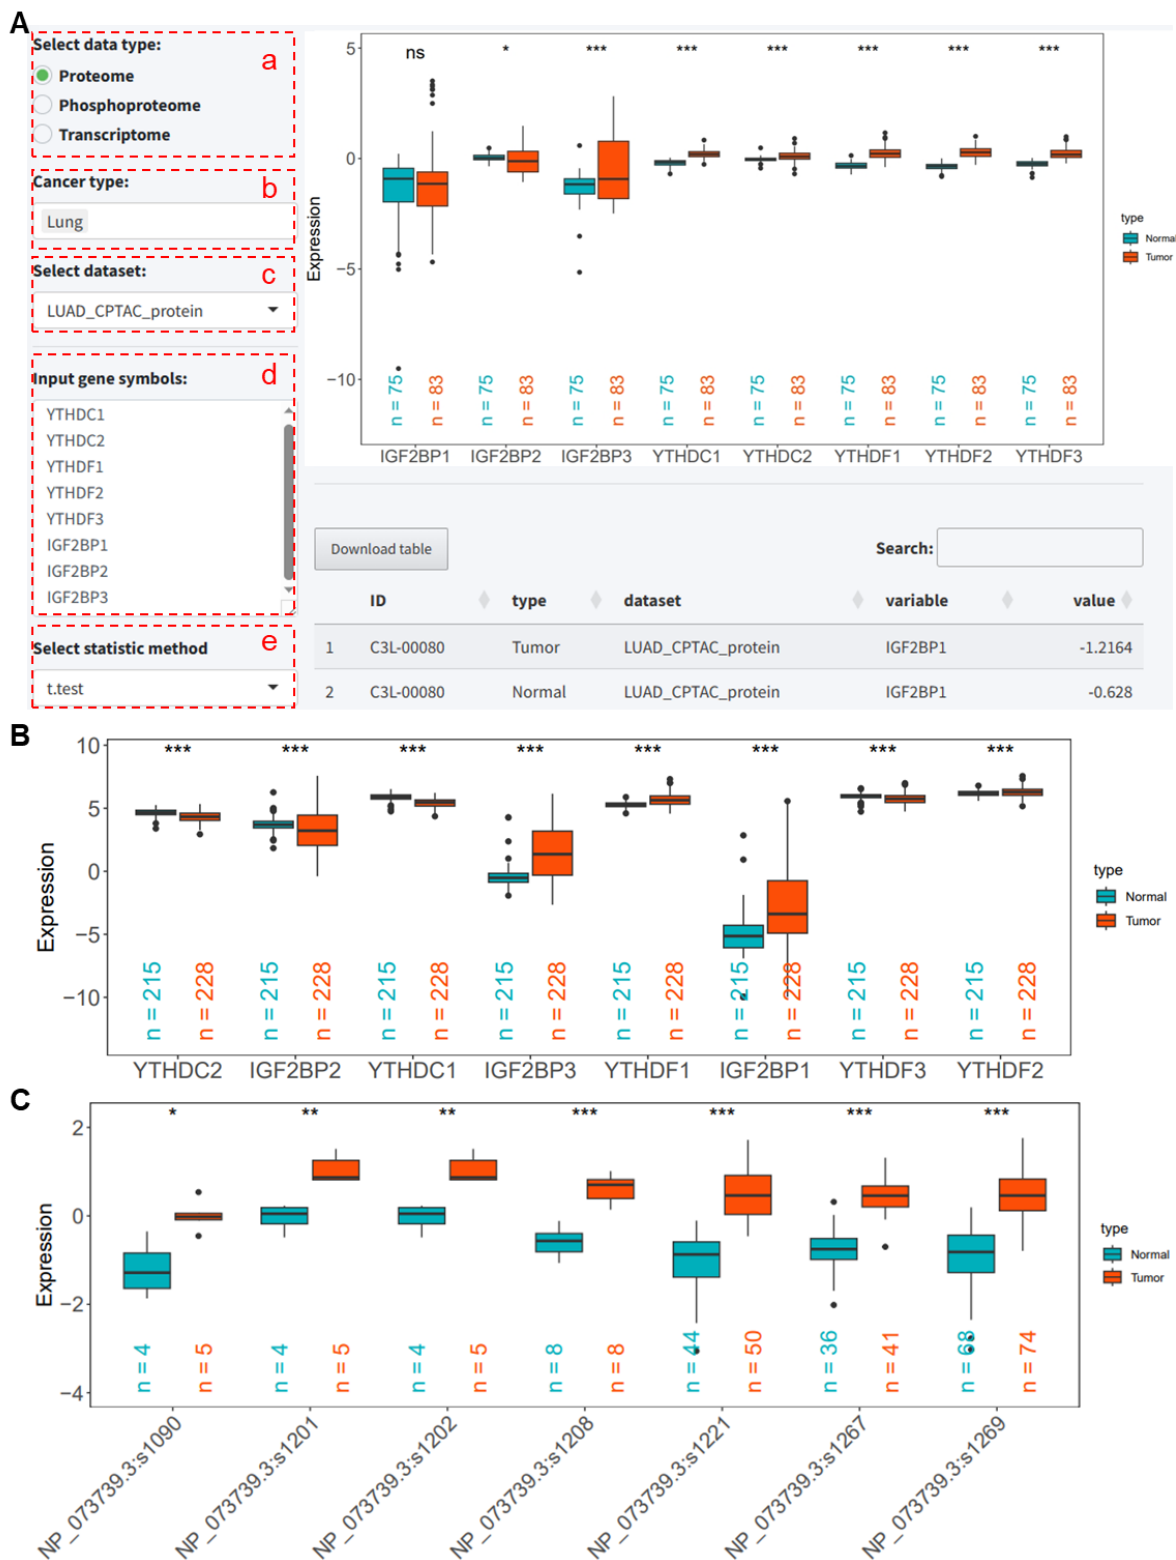 A
Select data type:
a
Proteome
Phosphoproteome
Transcriptome
Cancer type:
b
Lung
Select dataset:
c
LUAD_CPTAC_protein
Input gene symbols:
d
YTHDC1
YTHDC2
YTHDF1
YTHDF2
YTHDF3
IGF2BP1
IGF2BP2
IGF2BP3
Select statistic method
e
t.test
Expression
5
0
−5
−10
ns * *** *** *** *** *** ***
n = 75 n = 83 n = 75 n = 83 n = 75 n = 83 n = 75 n = 83 n = 75 n = 83 n = 75 n = 83 n = 75 n = 83 n = 75 n = 83
IGF2BP1 IGF2BP2 IGF2BP3 YTHDC1 YTHDC2 YTHDF1 YTHDF2 YTHDF3
type
Normal
Tumor
Download table
Search:
ID type dataset variable value
1 C3L-00080 Tumor LUAD_CPTAC_protein IGF2BP1 -1.2164
2 C3L-00080 Normal LUAD_CPTAC_protein IGF2BP1 -0.628
B
Expression
10
5
0
−5
−10
*** *** *** *** *** *** *** ***
n = 215 n = 228 n = 215 n = 228 n = 215 n = 228 n = 215 n = 228 n = 215 n = 228 n = 215 n = 228 n = 215 n = 228 n = 215 n = 228
YTHDC2 IGF2BP2 YTHDC1 IGF2BP3 YTHDF1 IGF2BP1 YTHDF3 YTHDF2
type
Normal
Tumor
C
Expression
2
0
−2
−4
* ** ** *** *** *** ***
n = 4 n = 5 n = 4 n = 5 n = 4 n = 5 n = 8 n = 8 n = 44 n = 50 n = 36 n = 41 n = 68 n = 74
NP_073739.3:s1090
NP_073739.3:s1201
NP_073739.3:s1202
NP_073739.3:s1208
NP_073739.3:s1221
NP_073739.3:s1267
NP_073739.3:s1269
type
Normal
Tumor